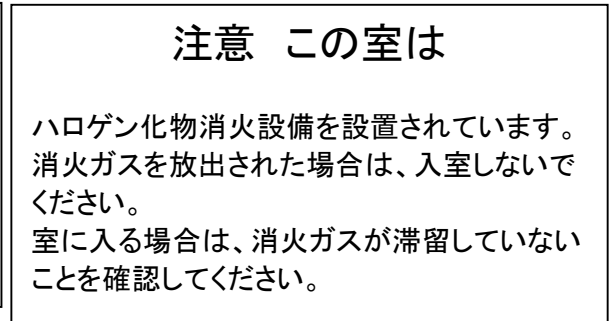 注意　この室は
ハロゲン化物消火設備を設置されています。
消火ガスを放出された場合は、入室しないで
ください。
室に入る場合は、消火ガスが滞留していない
ことを確認してください。